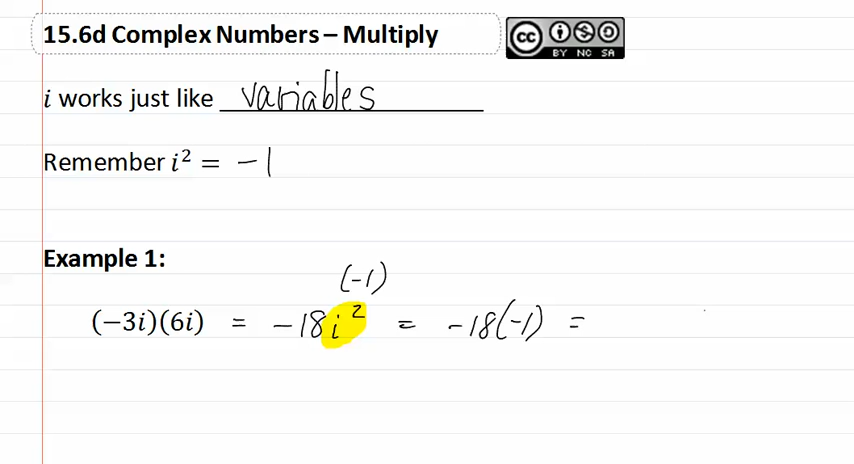 15.6d Complex Numbers – Multiply
cc BY NC SA
i works just like variables
Remember i² = -1
Example 1:
(-1)
(−3i)(6i) = -18i² = -18(-1) =